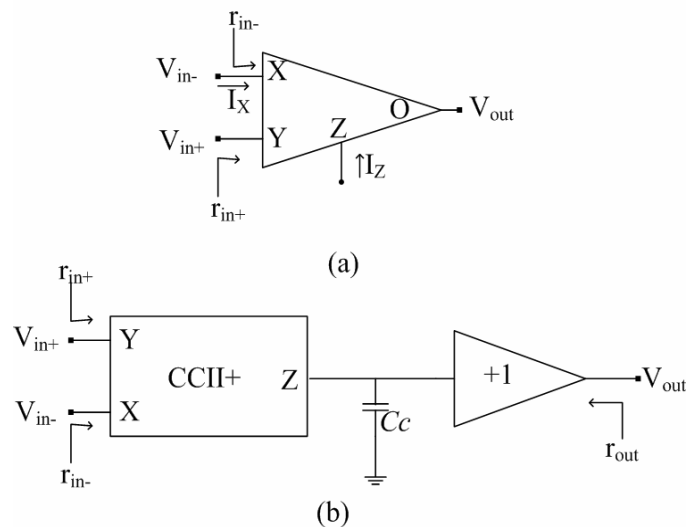 r_in-
V_in- X
I_X O V_out
V_in+ Y Z
↑I_Z
r_in+
(a)
r_in+
V_in+ Y
CCII+ Z +1 V_out
V_in- X Cc
r_in- r_out
(b)